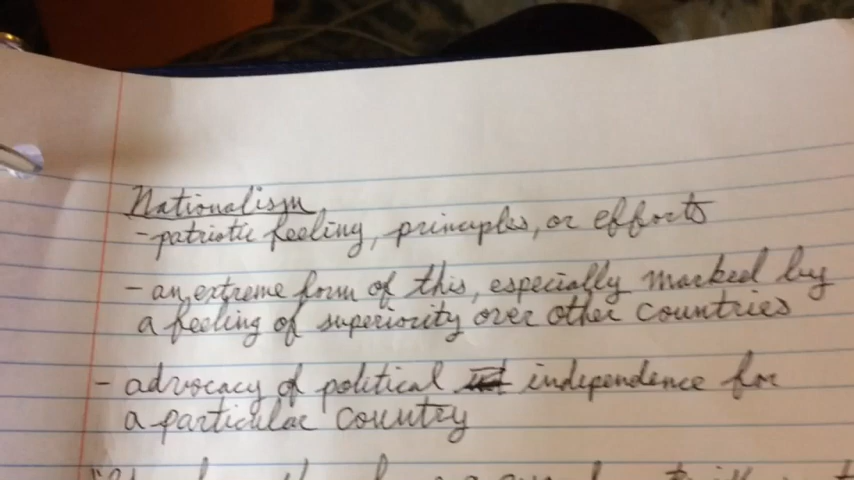 Nationalism
- patriotic feeling, principles, or efforts
- an extreme form of this, especially marked by
a feeling of superiority over other countries
- advocacy of political independence for
a particular country